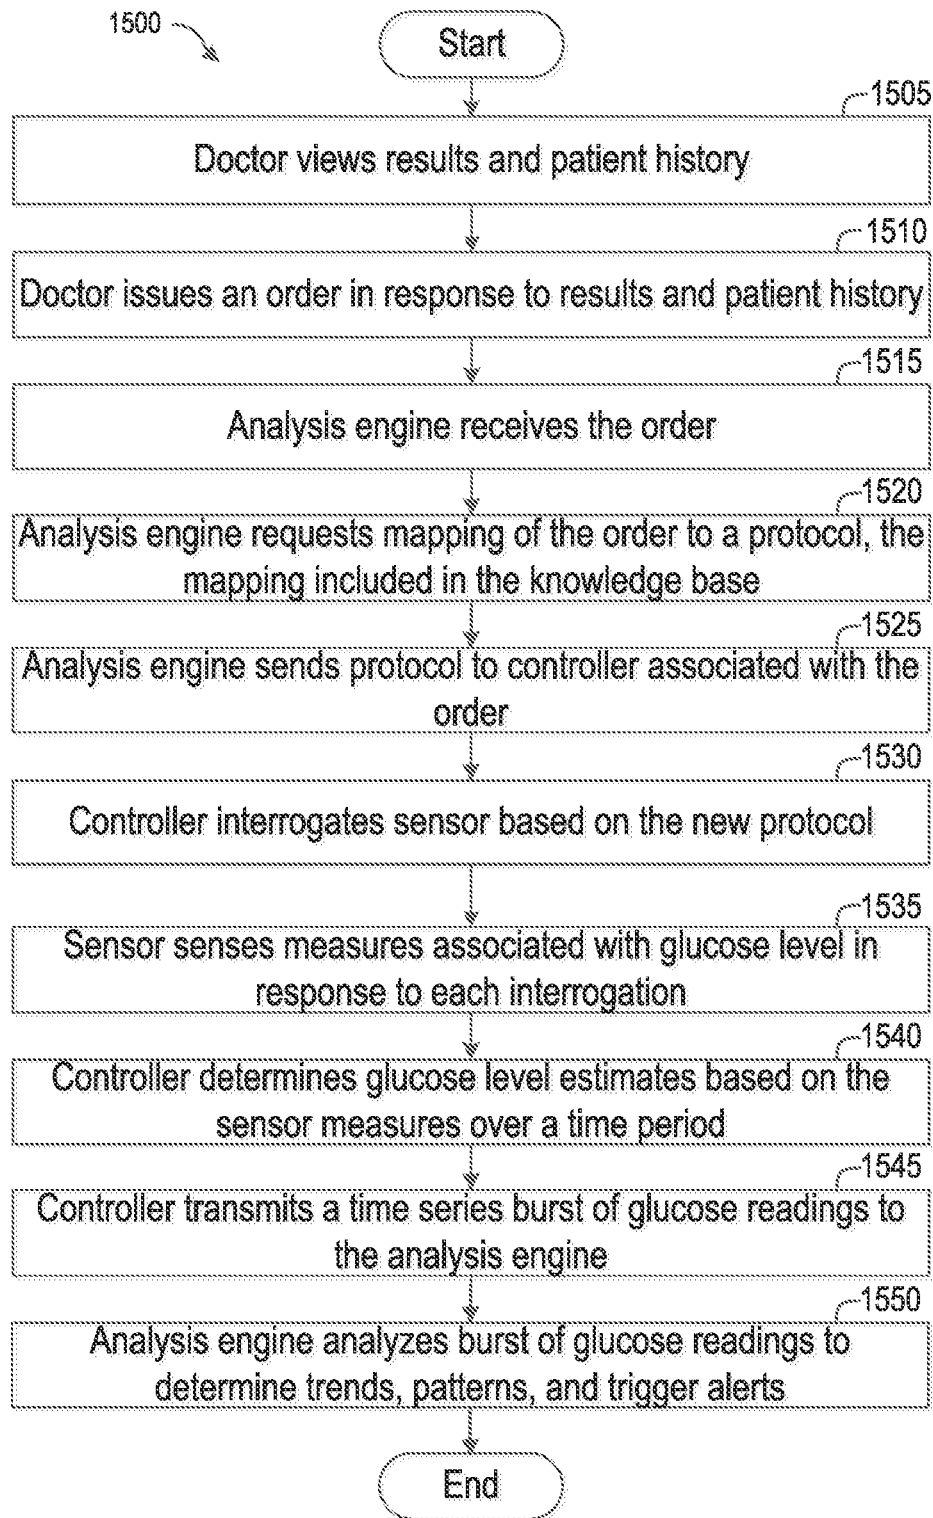 1500
Start
1505
Doctor views results and patient history
1510
Doctor issues an order in response to results and patient history
1515
Analysis engine receives the order
1520
Analysis engine requests mapping of the order to a protocol, the
mapping included in the knowledge base
1525
Analysis engine sends protocol to controller associated with the
order
1530
Controller interrogates sensor based on the new protocol
1535
Sensor senses measures associated with glucose level in
response to each interrogation
1540
Controller determines glucose level estimates based on the
sensor measures over a time period
1545
Controller transmits a time series burst of glucose readings to
the analysis engine
1550
Analysis engine analyzes burst of glucose readings to
determine trends, patterns, and trigger alerts
End